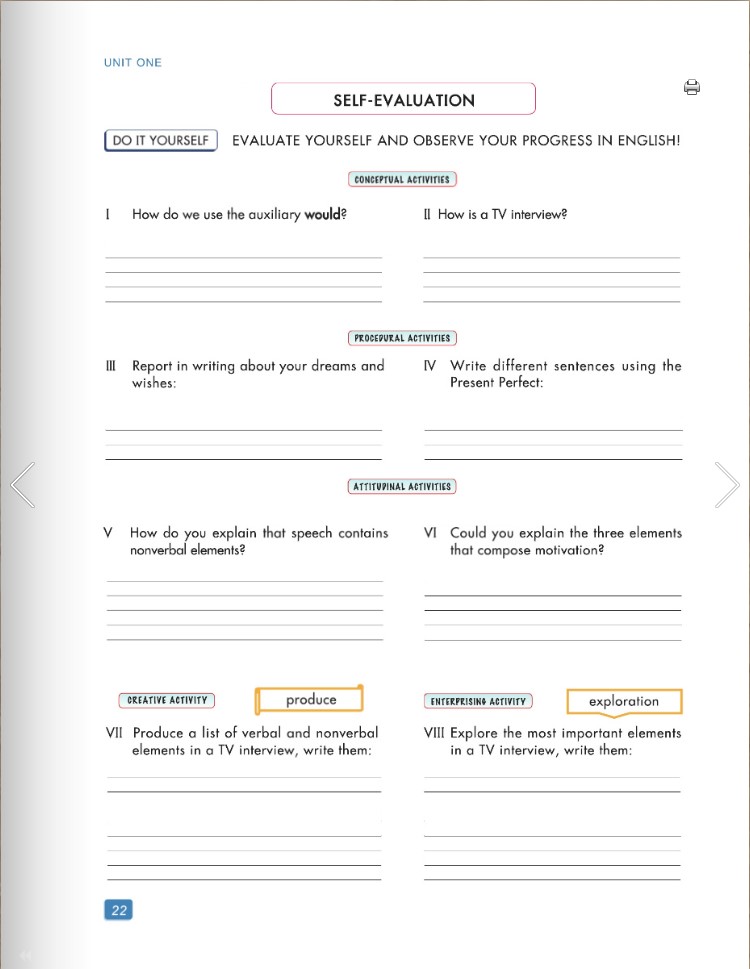 UNIT ONE
SELF-EVALUATION
DO IT YOURSELF EVALUATE YOURSELF AND OBSERVE YOUR PROGRESS IN ENGLISH!
CONCEPTUAL ACTIVITIES
I How do we use the auxiliary would?
II How is a TV interview?
PROCEDURAL ACTIVITIES
III Report in writing about your dreams and
wishes:
IV Write different sentences using the
Present Perfect:
ATTITUDINAL ACTIVITIES
V How do you explain that speech contains
nonverbal elements?
VI Could you explain the three elements
that compose motivation?
CREATIVE ACTIVITY produce
VII Produce a list of verbal and nonverbal
elements in a TV interview, write them:
ENTERPRISING ACTIVITY exploration
VIII Explore the most important elements
in a TV interview, write them:
22